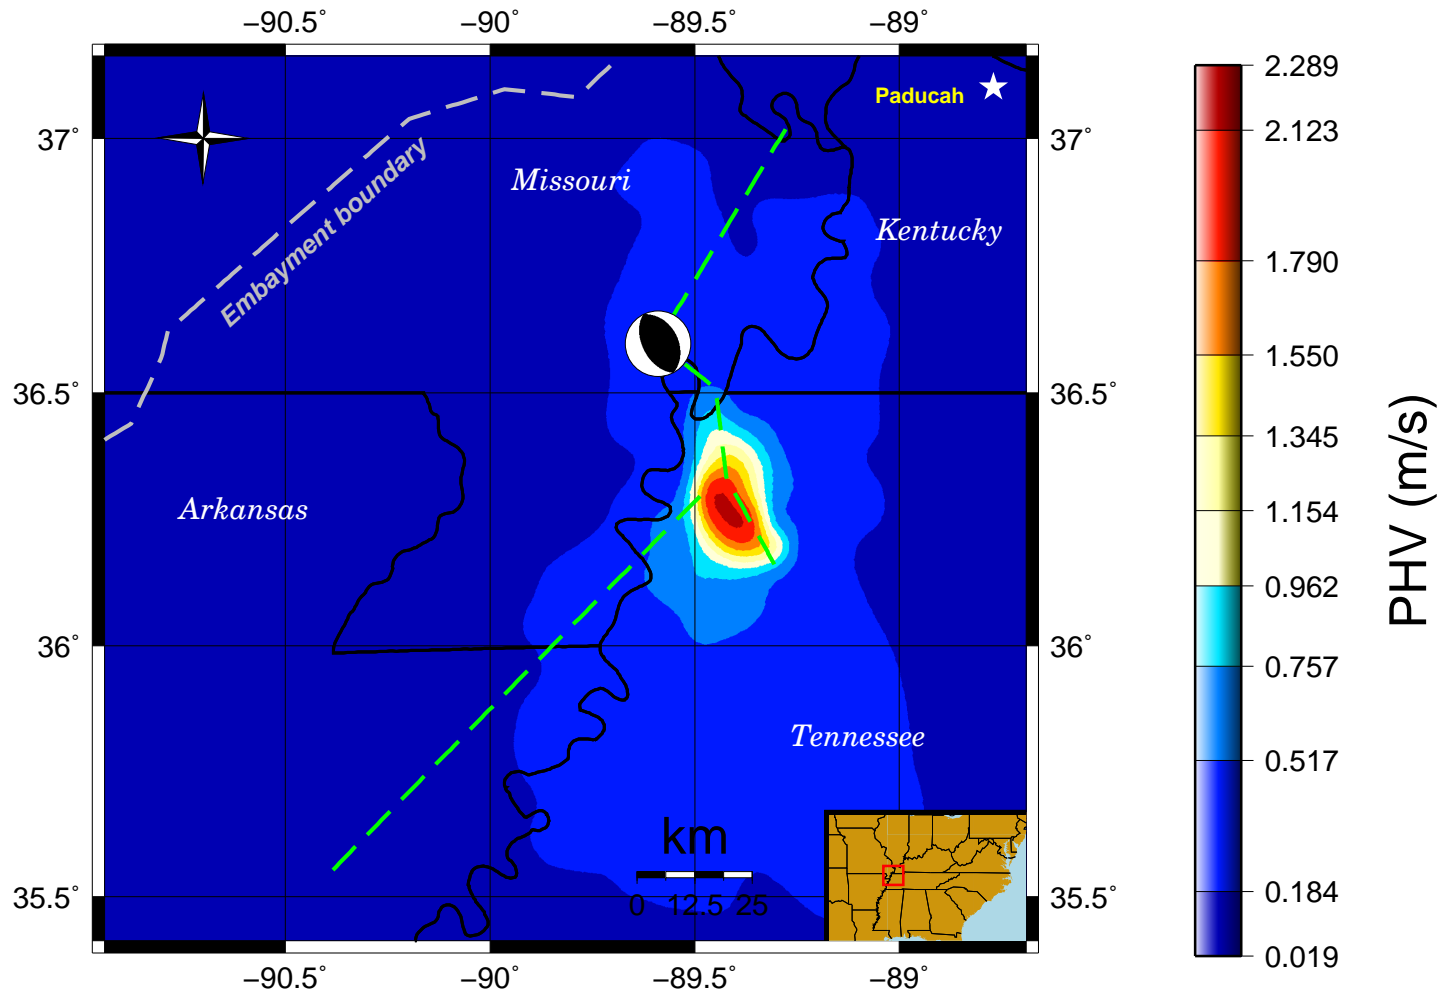 −90.5° −90° −89.5° −89°
Paducah
37° 37°
Embayment boundary
Missouri
Kentucky
36.5° 36.5°
Arkansas
36° 36°
Tennessee
km
0 12.5 25
35.5° 35.5°
−90.5° −90° −89.5° −89°
2.289
2.123
1.790
1.550
1.345
1.154
0.962
0.757
0.517
0.184
0.019
PHV (m/s)